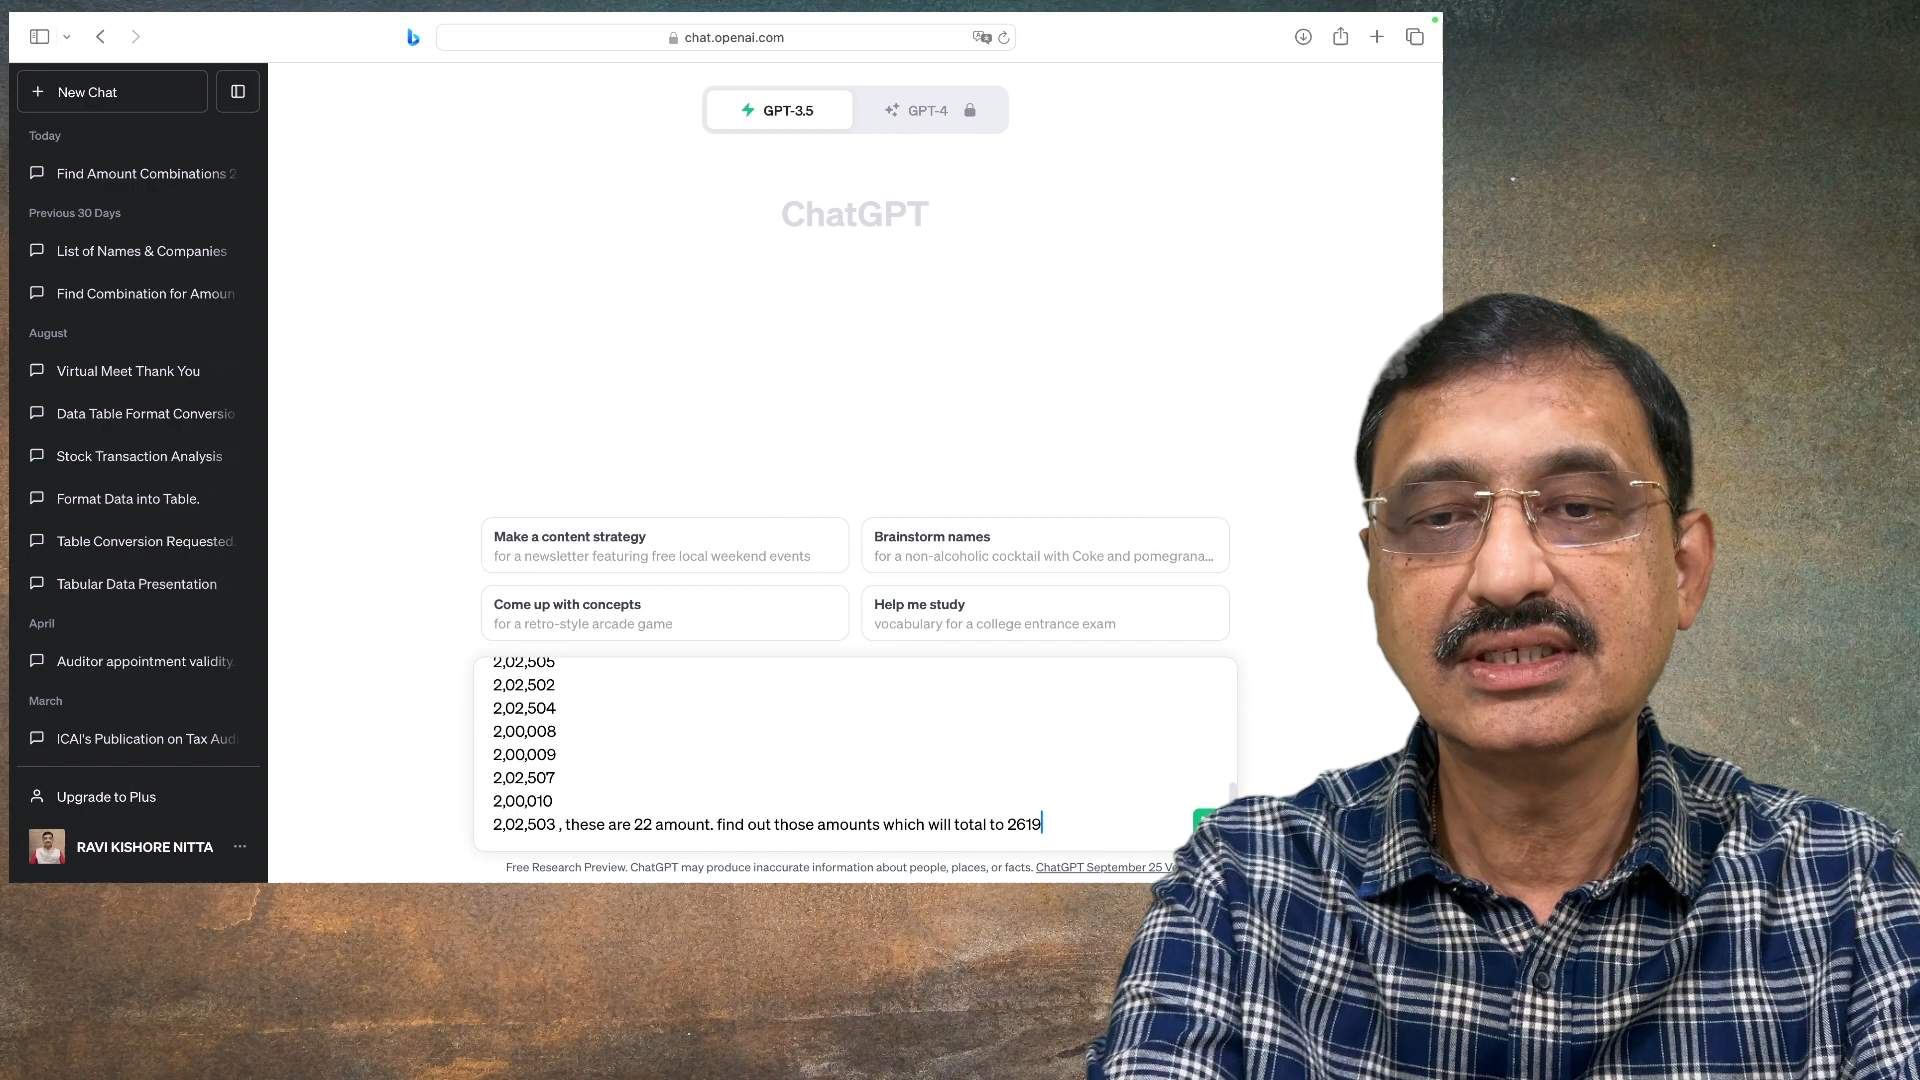 chat.openai.com
New Chat
Today
Find Amount Combinations 2
Previous 30 Days
List of Names & Companies
Find Combination for Amoun
August
Virtual Meet Thank You
Data Table Format Conversio
Stock Transaction Analysis
Format Data into Table.
Table Conversion Requested.
Tabular Data Presentation
April
Auditor appointment validity.
March
ICAI's Publication on Tax Aud
Upgrade to Plus
RAVI KISHORE NITTA
GPT-3.5
GPT-4
ChatGPT
Make a content strategy
for a newsletter featuring free local weekend events
Brainstorm names
for a non-alcoholic cocktail with Coke and pomegrana...
Come up with concepts
for a retro-style arcade game
Help me study
vocabulary for a college entrance exam
2,02,505
2,02,502
2,02,504
2,00,008
2,00,009
2,02,507
2,00,010
2,02,503 , these are 22 amount. find out those amounts which will total to 2619
Free Research Preview. ChatGPT may produce inaccurate information about people, places, or facts. ChatGPT September 25 V